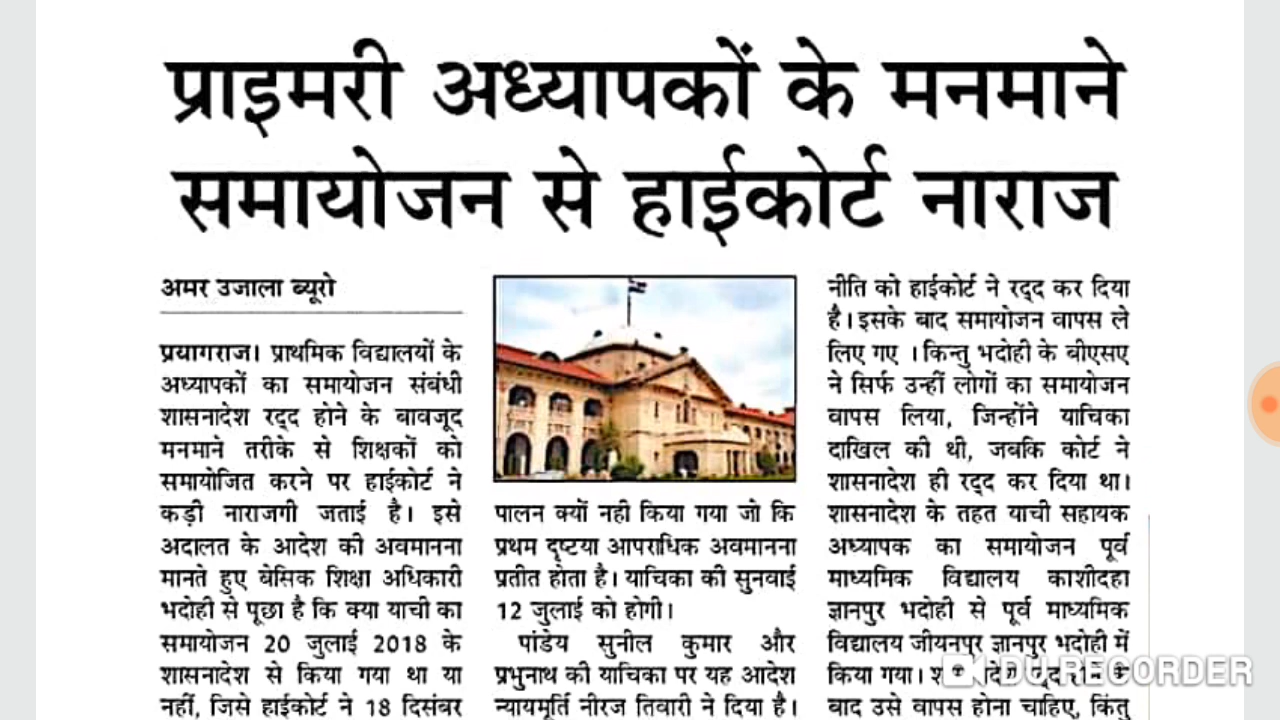 प्राइमरी अध्यापकों के मनमाने
समायोजन से हाईकोर्ट नाराज
अमर उजाला ब्यूरो
प्रयागराज। प्राथमिक विद्यालयों के
अध्यापकों का समायोजन संबंधी
शासनादेश रद्द होने के बावजूद
मनमाने तरीके से शिक्षकों को
समायोजित करने पर हाईकोर्ट ने
कड़ी नाराजगी जताई है। इसे
अदालत के आदेश की अवमानना
मानते हुए बेसिक शिक्षा अधिकारी
भदोही से पूछा है कि क्या याची का
समायोजन 20 जुलाई 2018 के
शासनादेश से किया गया था या
नहीं, जिसे हाईकोर्ट ने 18 दिसंबर
पालन क्यों नही किया गया जो कि
प्रथम दृष्टया आपराधिक अवमानना
प्रतीत होता है। याचिका की सुनवाई
12 जुलाई को होगी।
पांडेय सुनील कुमार और
प्रभुनाथ की याचिका पर यह आदेश
न्यायमूर्ति नीरज तिवारी ने दिया है।
नीति को हाईकोर्ट ने रद्द कर दिया
है। इसके बाद समायोजन वापस ले
लिए गए । किन्तु भदोही के बीएसए
ने सिर्फ उन्हीं लोगों का समायोजन
वापस लिया, जिन्होंने याचिका
दाखिल की थी, जबकि कोर्ट ने
शासनादेश ही रद्द कर दिया था।
शासनादेश के तहत याची सहायक
अध्यापक का समायोजन पूर्व
माध्यमिक विद्यालय काशीदहा
ज्ञानपुर भदोही से पूर्व माध्यमिक
विद्यालय जीयनपुर ज्ञानपुर भदोही में
किया गया।
बाद उसे वापस होना चाहिए, किंतु
DU RECORDER